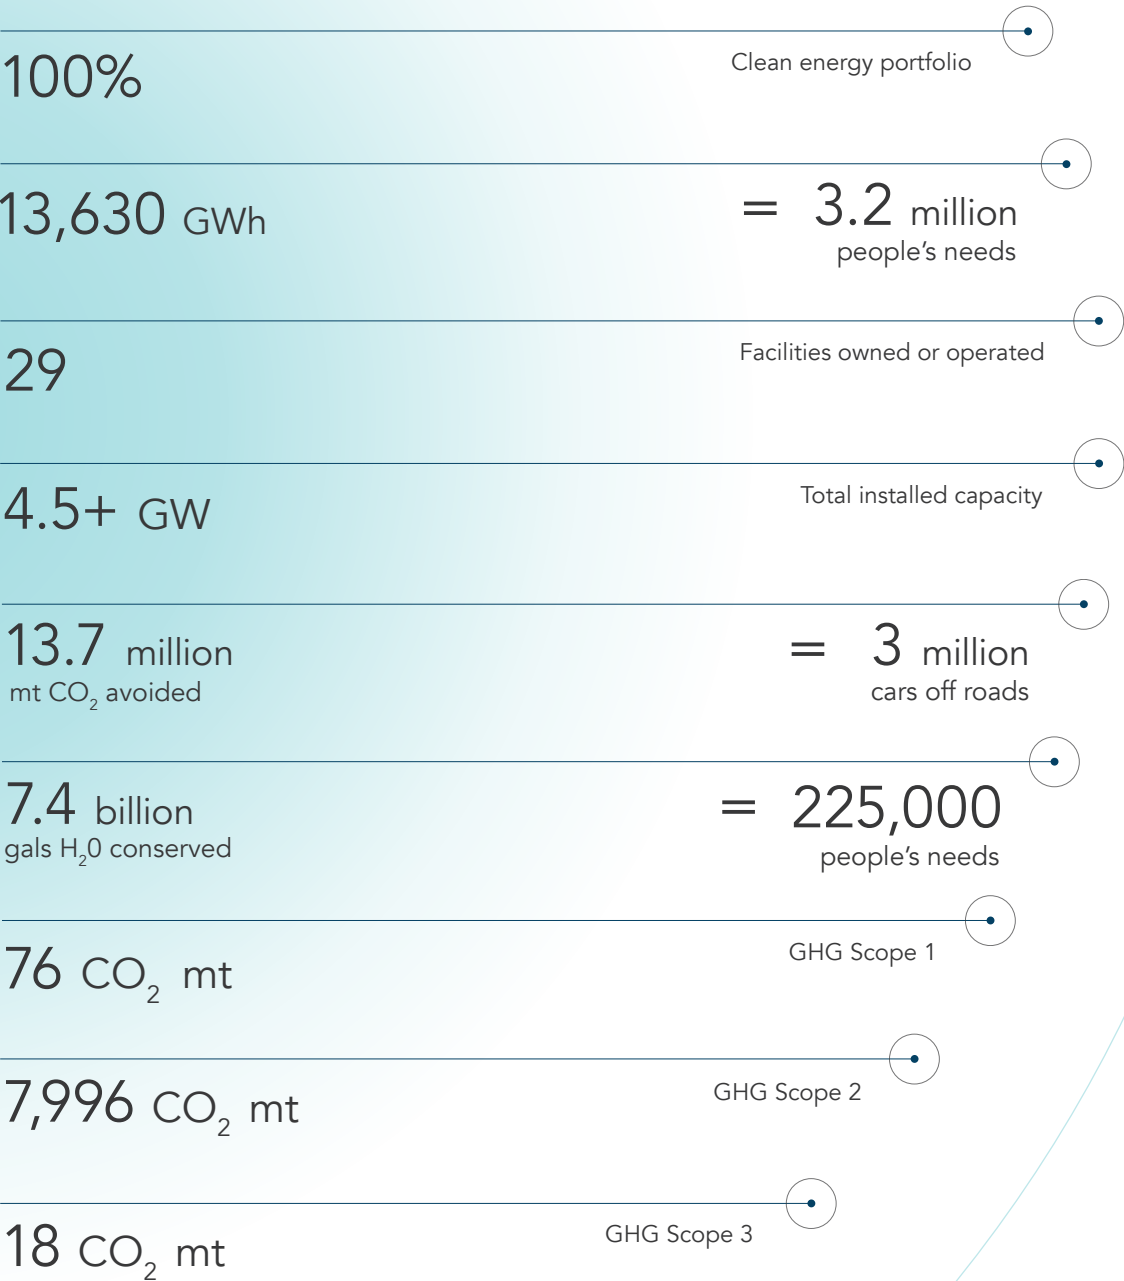 Clean energy portfolio
100%
13,630 GWh
= 3.2 million
people's needs
Facilities owned or operated
29
Total installed capacity
4.5+ GW
13.7 million
mt CO₂ avoided
= 3 million
cars off roads
7.4 billion
gals H₂0 conserved
= 225,000
people's needs
GHG Scope 1
76 CO₂ mt
GHG Scope 2
7,996 CO₂ mt
GHG Scope 3
18 CO₂ mt